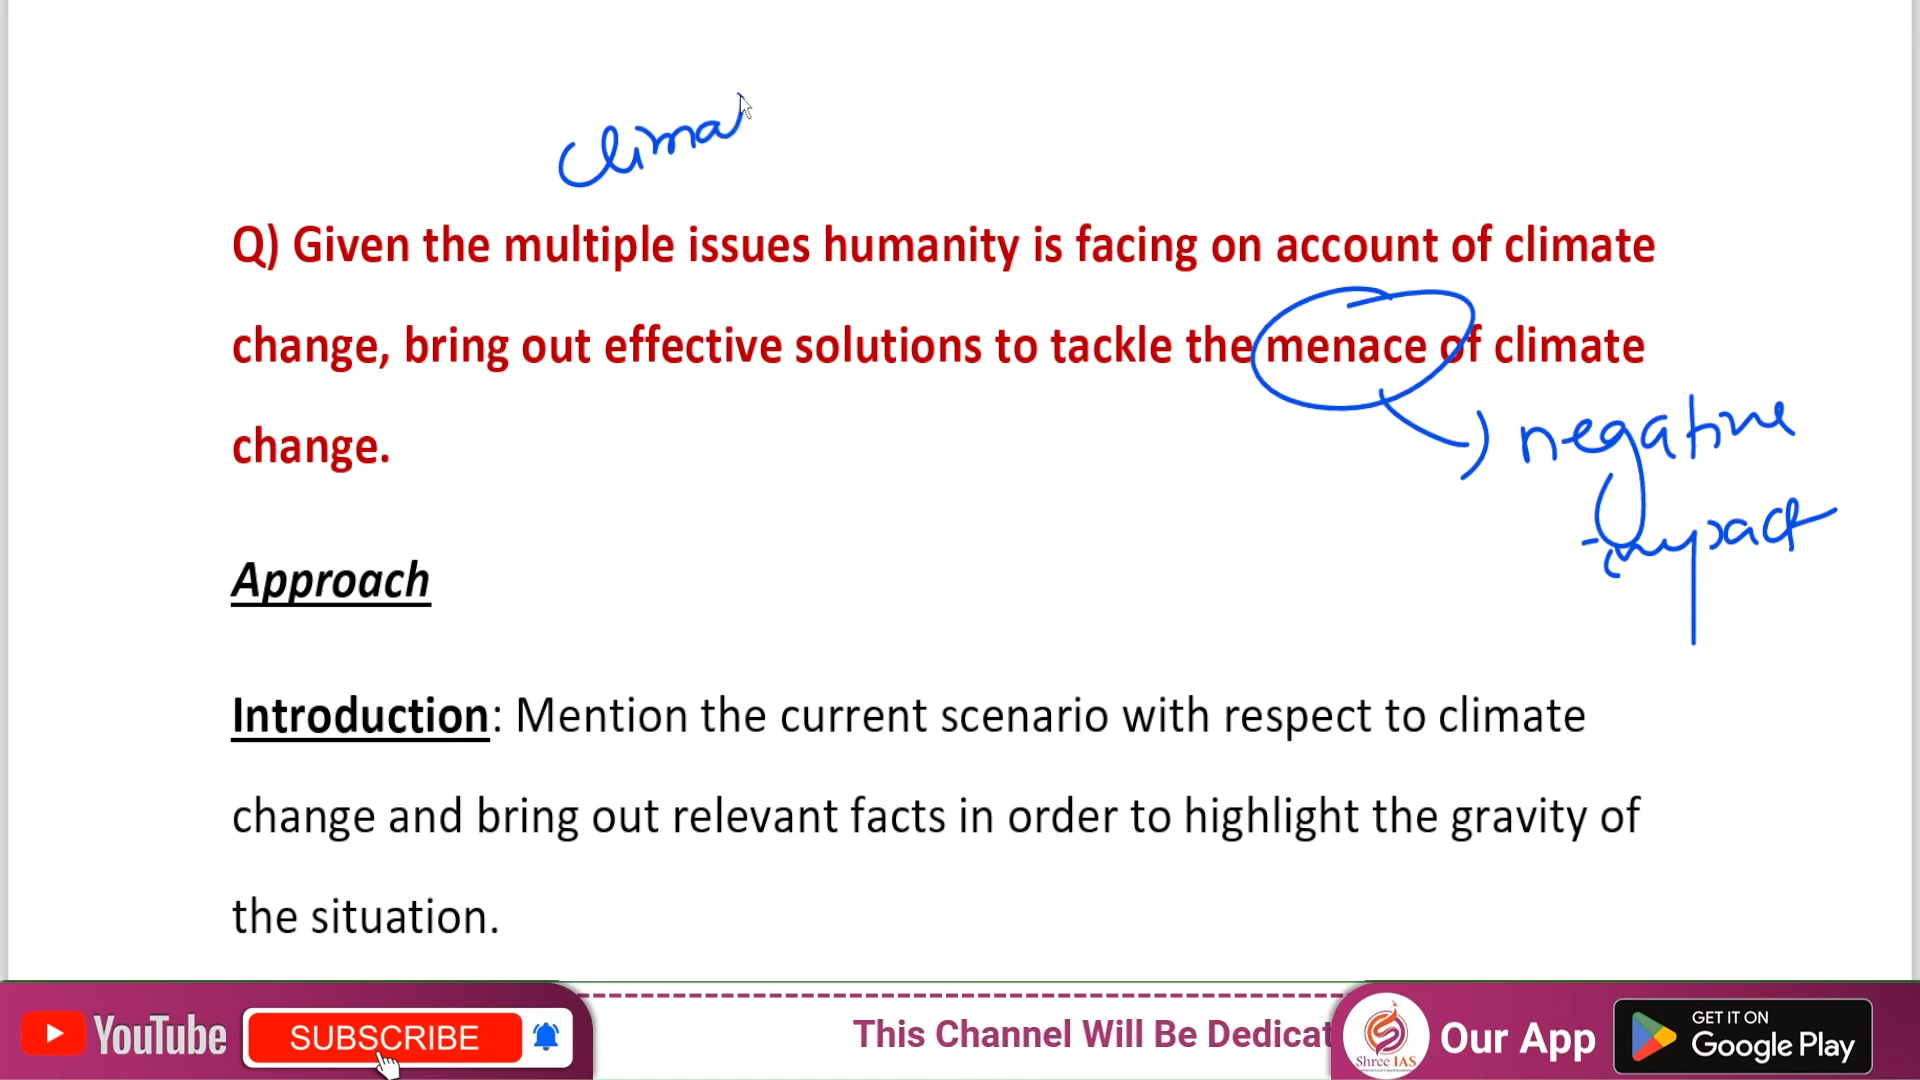 Clima
Q) Given the multiple issues humanity is facing on account of climate
change, bring out effective solutions to tackle the menace of climate
change.
negative
impact
Approach
Introduction: Mention the current scenario with respect to climate
change and bring out relevant facts in order to highlight the gravity of
the situation.
YouTube
SUBSCRIBE
This Channel Will Be Dedicat
Shree IAS
Our App
GET IT ON
Google Play